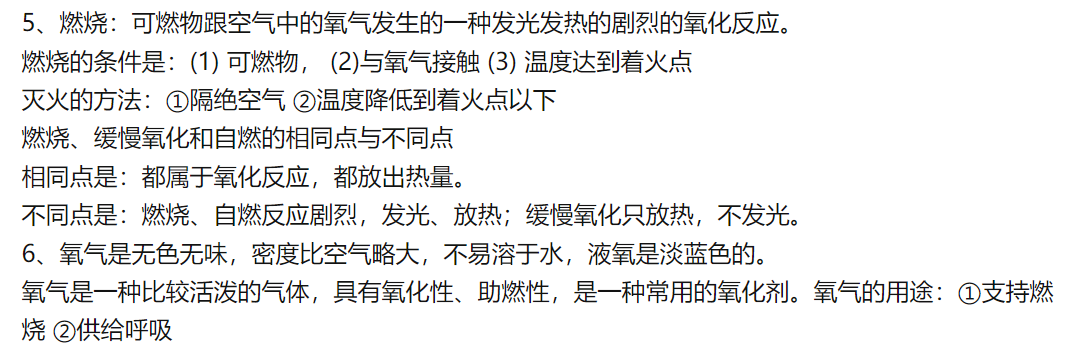 5、燃烧：可燃物跟空气中的氧气发生的一种发光发热的剧烈的氧化反应。
燃烧的条件是：(1) 可燃物， (2)与氧气接触 (3) 温度达到着火点
灭火的方法：①隔绝空气 ②温度降低到着火点以下
燃烧、缓慢氧化和自燃的相同点与不同点
相同点是：都属于氧化反应，都放出热量。
不同点是：燃烧、自燃反应剧烈，发光、放热；缓慢氧化只放热，不发光。
6、氧气是无色无味，密度比空气略大，不易溶于水，液氧是淡蓝色的。
氧气是一种比较活泼的气体，具有氧化性、助燃性，是一种常用的氧化剂。氧气的用途：①支持燃
烧 ②供给呼吸